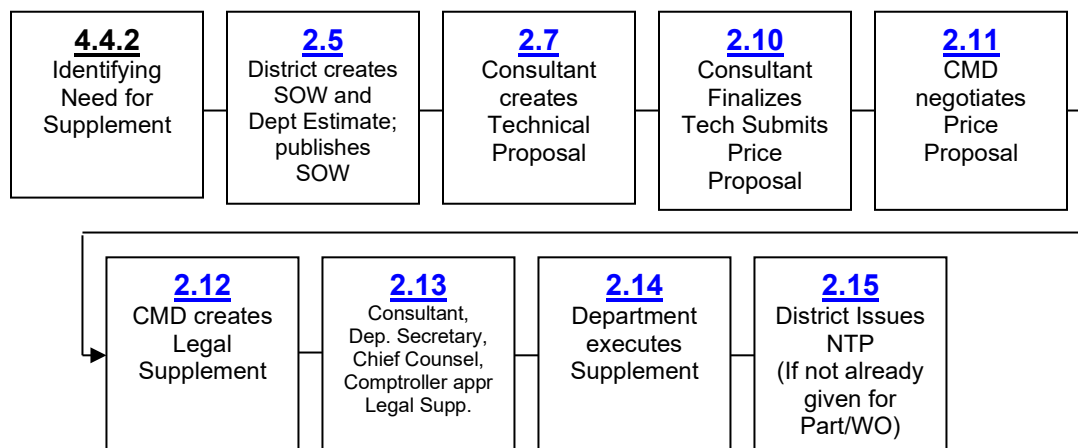 4.4.2
Identifying
Need for
Supplement
2.5
District creates
SOW and
Dept Estimate;
publishes
SOW
2.7
Consultant
creates
Technical
Proposal
2.10
Consultant
Finalizes
Tech Submits
Price
Proposal
2.11
CMD
negotiates
Price
Proposal
2.12
CMD creates
Legal
Supplement
2.13
Consultant,
Dep. Secretary,
Chief Counsel,
Comptroller appr
Legal Supp.
2.14
Department
executes
Supplement
2.15
District Issues
NTP
(If not already
given for
Part/WO)